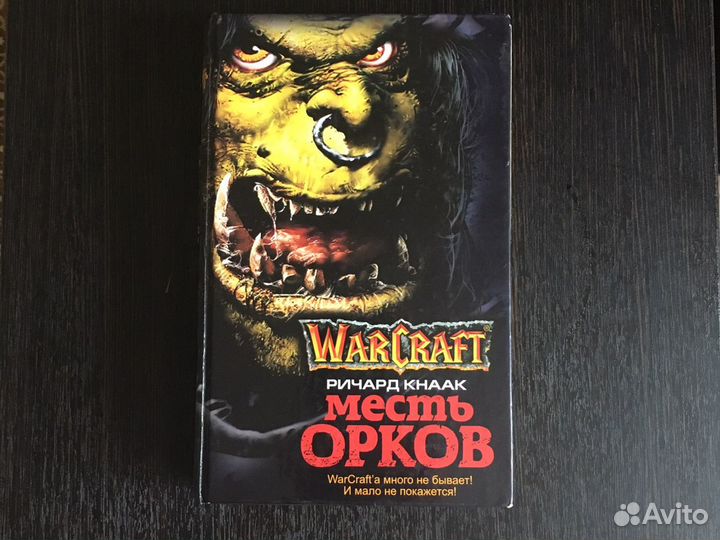 WARCRAFT®
РИЧАРД КНААК
месть
ОРКОВ
WarCraft'а много не бывает!
И мало не покажется!
Avito